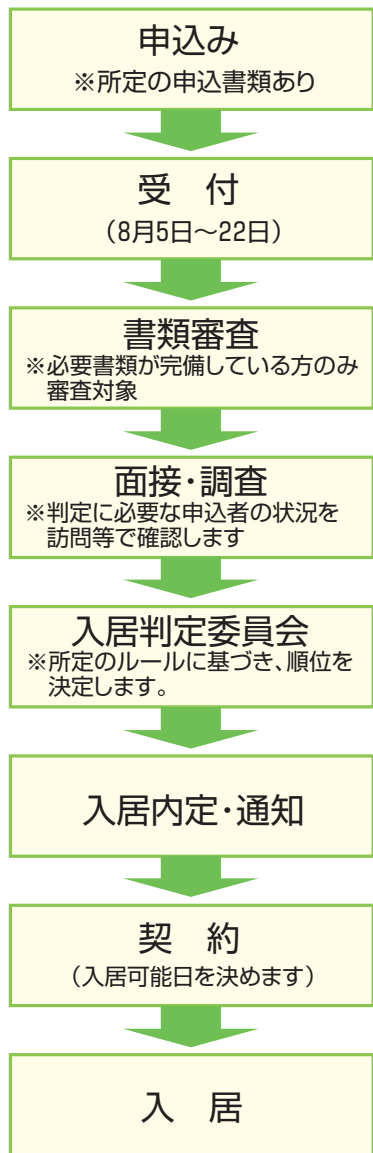 申込み
※所定の申込書類あり
受　付
（8月5日～22日）
書類審査
※必要書類が完備している方のみ
審査対象
面接・調査
※判定に必要な申込者の状況を
訪問等で確認します
入居判定委員会
※所定のルールに基づき、順位を
決定します。
入居内定・通知
契　約
（入居可能日を決めます）
入　居